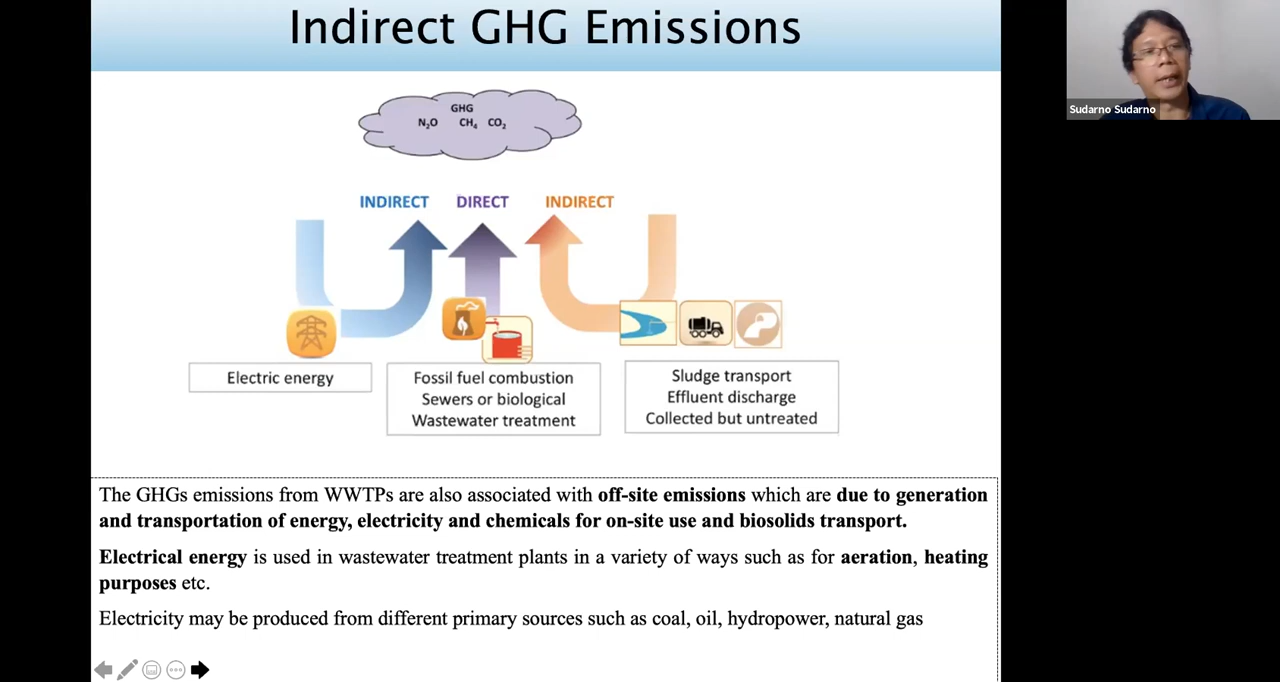 Indirect GHG Emissions
Sudarno Sudarno
GHG
N₂O CH₄ CO₂
INDIRECT DIRECT INDIRECT
Electric energy
Fossil fuel combustion
Sewers or biological
Wastewater treatment
Sludge transport
Effluent discharge
Collected but untreated
The GHGs emissions from WWTPs are also associated with off-site emissions which are due to generation
and transportation of energy, electricity and chemicals for on-site use and biosolids transport.
Electrical energy is used in wastewater treatment plants in a variety of ways such as for aeration, heating
purposes etc.
Electricity may be produced from different primary sources such as coal, oil, hydropower, natural gas